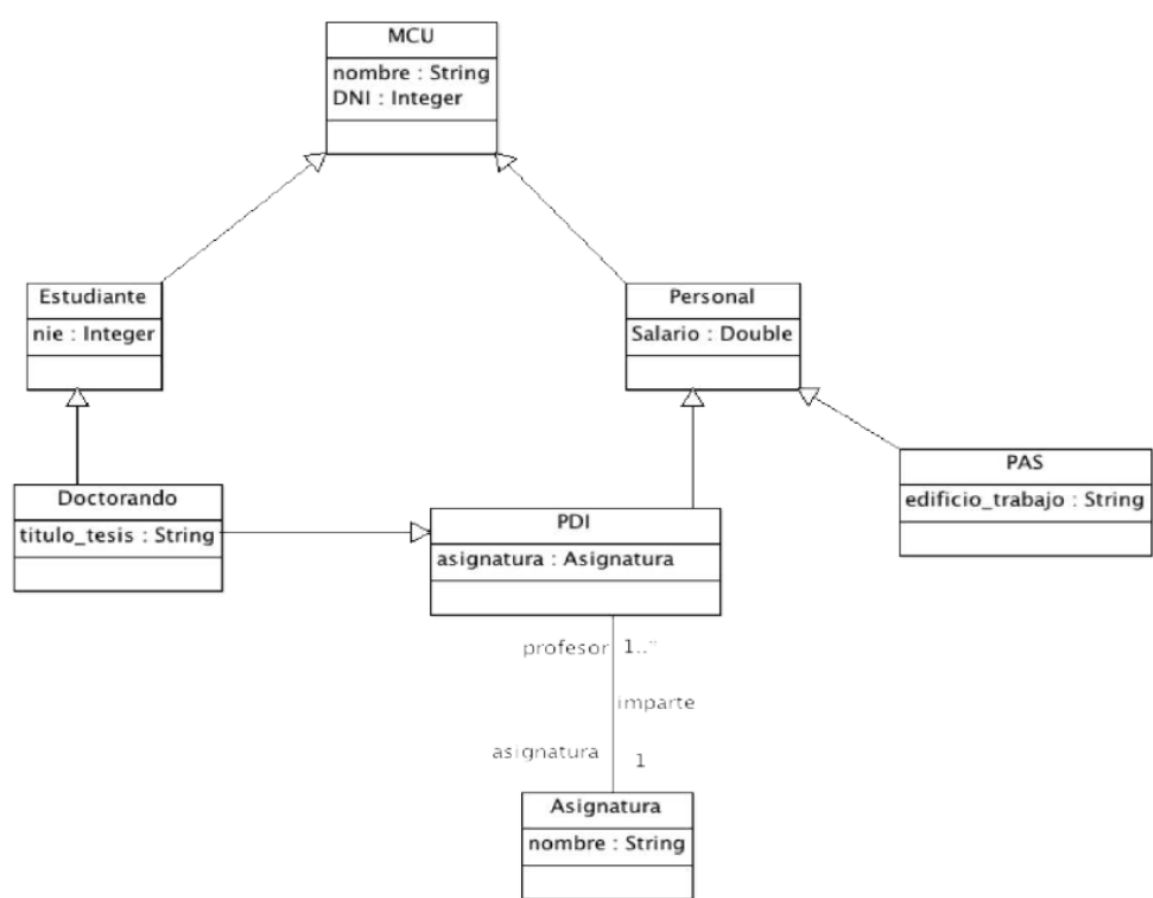 MCU
nombre : String
DNI : Integer
Estudiante
nie : Integer
Personal
Salario : Double
PAS
edificio_trabajo : String
Doctorando
titulo_tesis : String
PDI
asignatura : Asignatura
profesor 1..*
imparte
asignatura 1
Asignatura
nombre : String